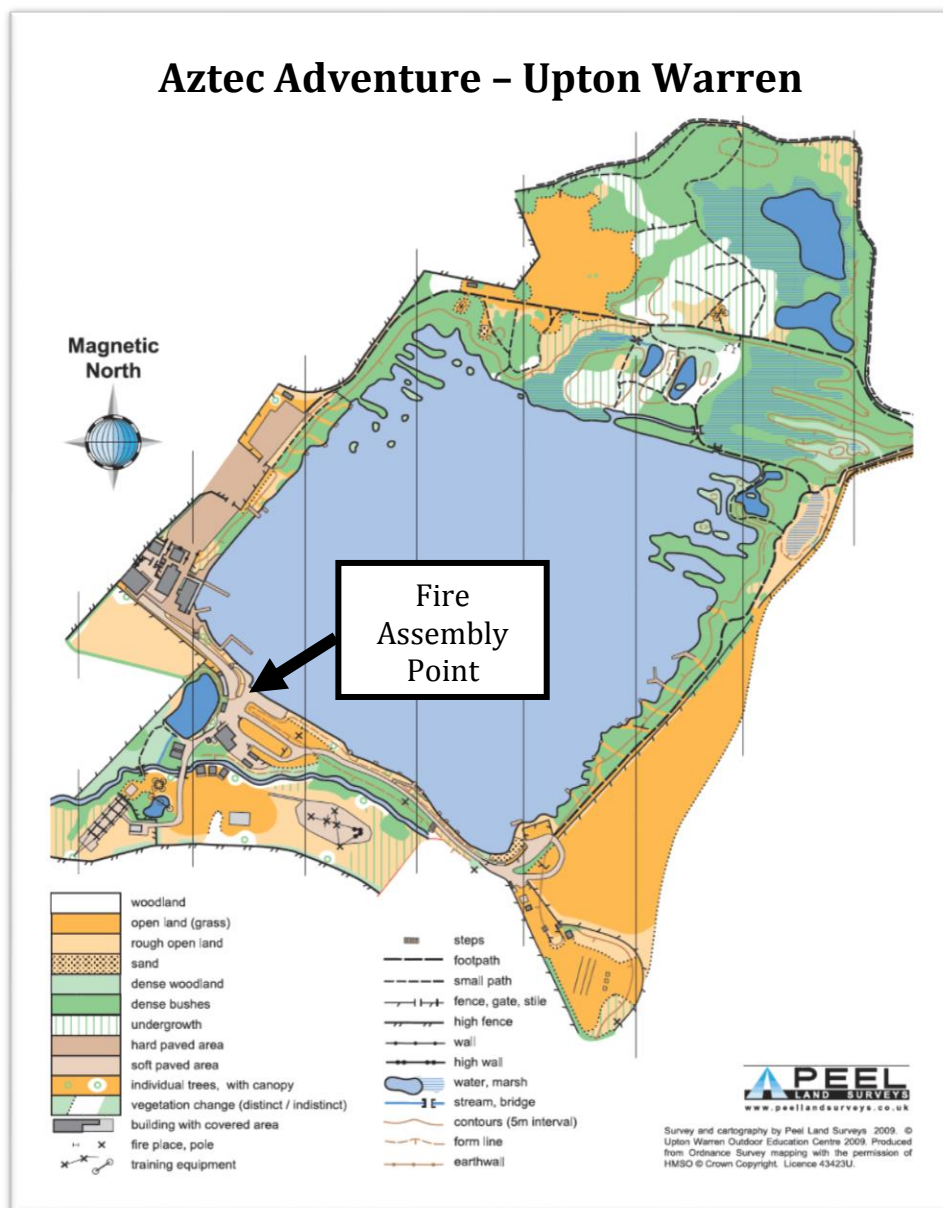 Aztec Adventure – Upton Warren
Magnetic
North
Fire
Assembly
Point
woodland
open land (grass)
rough open land
sand
dense woodland
dense bushes
undergrowth
hard paved area
soft paved area
individual trees, with canopy
vegetation change (distinct / indistinct)
building with covered area
fire place, pole
training equipment
steps
footpath
small path
fence, gate, stile
high fence
wall
high wall
water, marsh
stream, bridge
contours (5m interval)
form line
earthwall
PEEL
LAND SURVEYS
www.peellandsurveys.co.uk
Survey and cartography by Peel Land Surveys 2009. ©
Upton Warren Outdoor Education Centre 2009. Produced
from Ordnance Survey mapping with the permission of
HMSO © Crown Copyright. Licence 43423U.